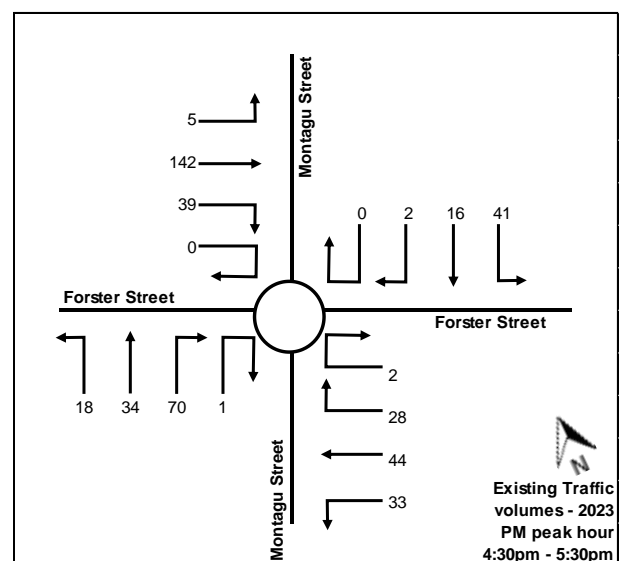 Montagu Street
5
142
39
0
0 2 16 41
Forster Street
Forster Street
18 34 70 1
2
28
44
33
Montagu Street
N
Existing Traffic
volumes - 2023
PM peak hour
4:30pm - 5:30pm